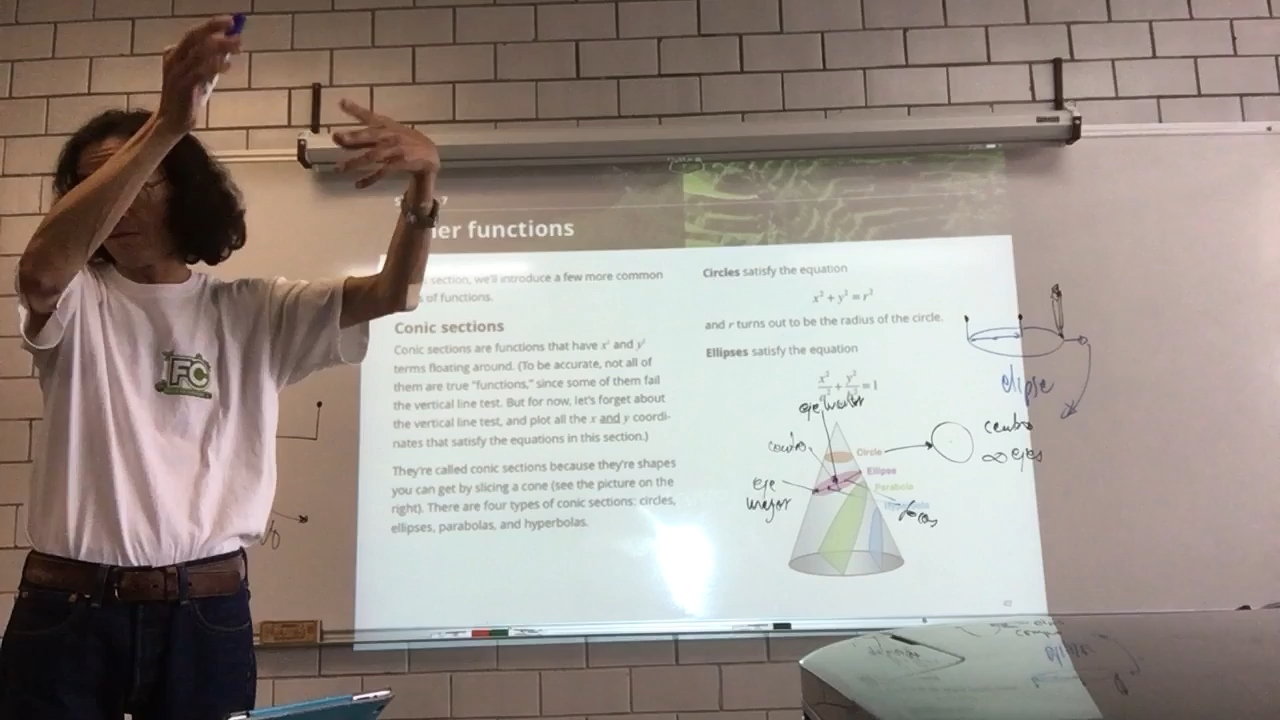 er functions
section, we'll introduce a few more common
s of functions.
Conic sections
Conic sections are functions that have x² and y²
terms floating around. (To be accurate, not all of
them are true "functions," since some of them fail
the vertical line test. But for now, let's forget about
the vertical line test, and plot all the x and y coordi-
nates that satisfy the equations in this section.)
They're called conic sections because they're shapes
you can get by slicing a cone (see the picture on the
right). There are four types of conic sections: circles,
ellipses, parabolas, and hyperbolas.
Circles satisfy the equation
x² + y² = r²
and r turns out to be the radius of the circle.
Ellipses satisfy the equation
Circle
Ellipse
Parabola
eje
centro
∞ ejes
elipse
FC